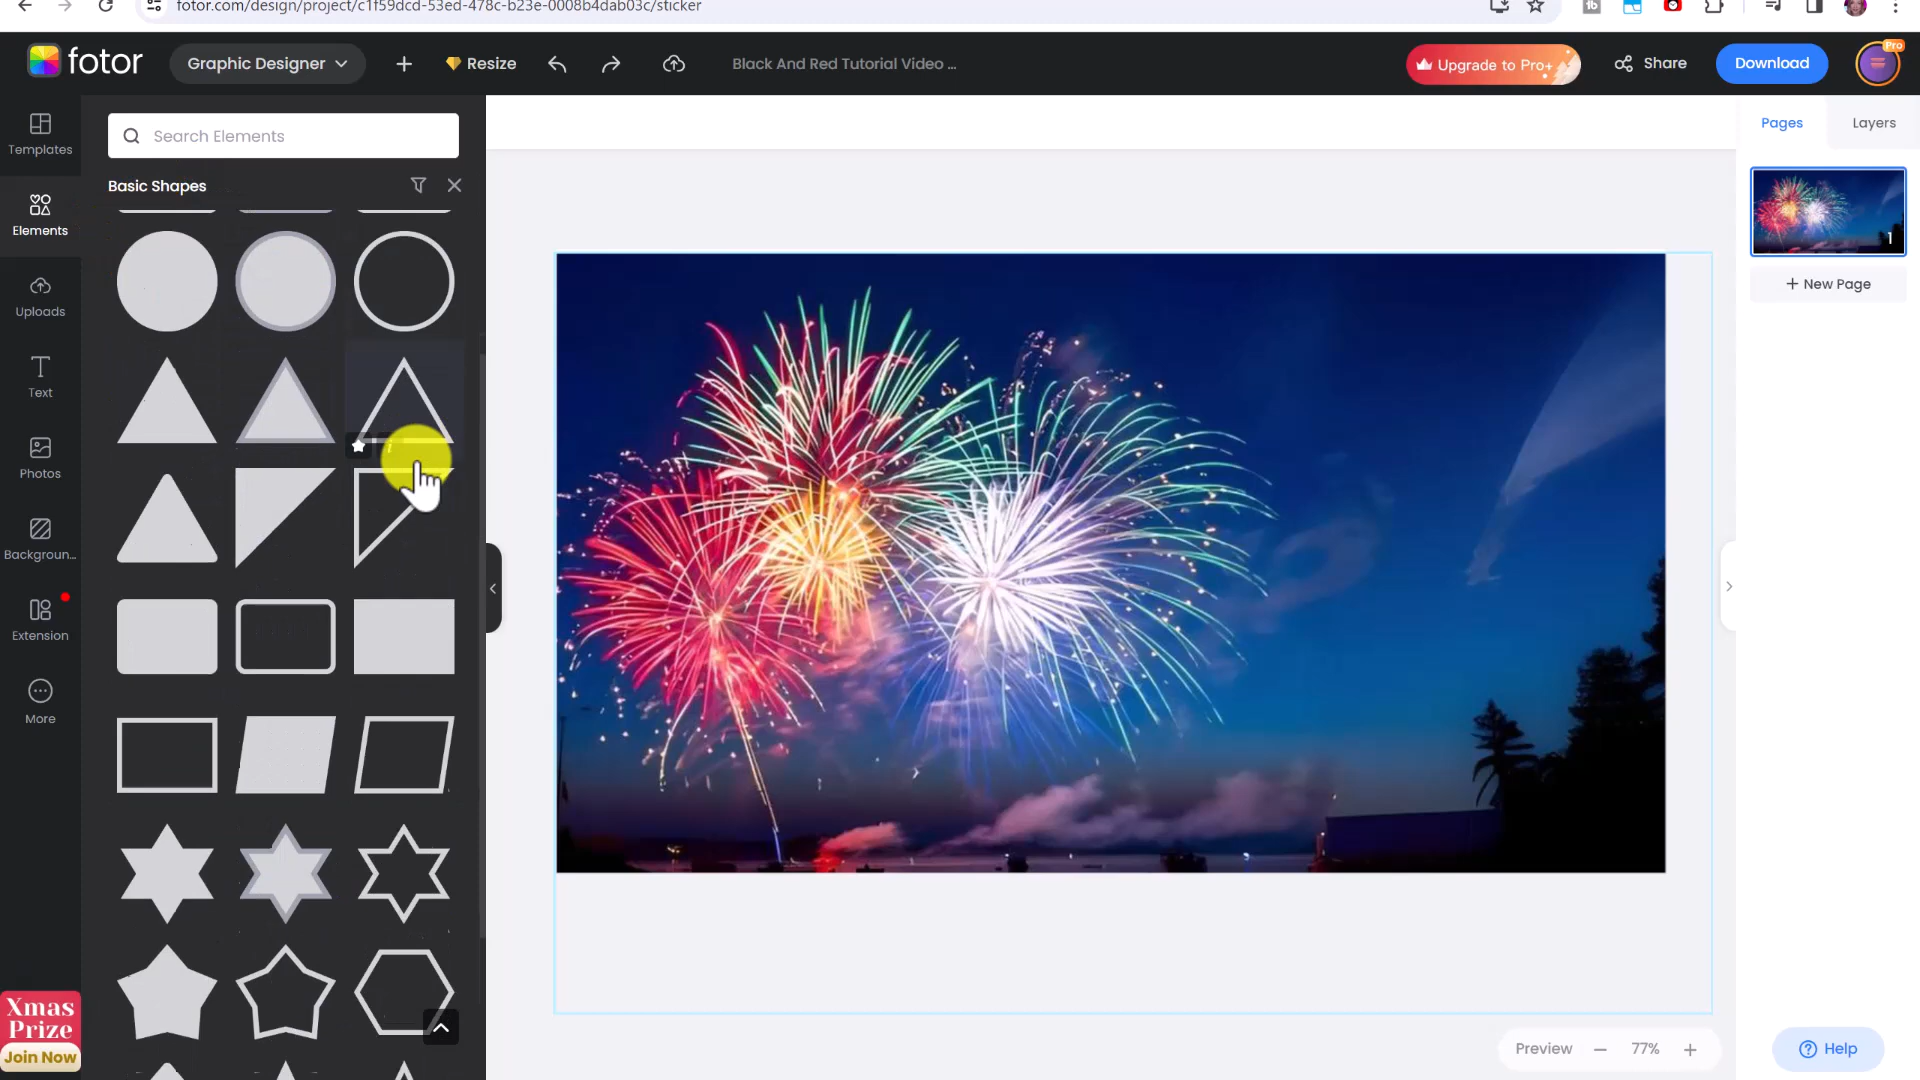 fotor.com/design/project/c1f59dcd-53ed-478c-b23e-0008b4dab03c/sticker
fotor
Graphic Designer
Resize
Black And Red Tutorial Video ...
Upgrade to Pro+
Share
Download
Pro
Templates
Elements
Uploads
Text
Photos
Backgroun...
Extension
More
Xmas
Prize
Join Now
Search Elements
Basic Shapes
Pages
Layers
1
+ New Page
Preview
77%
Help